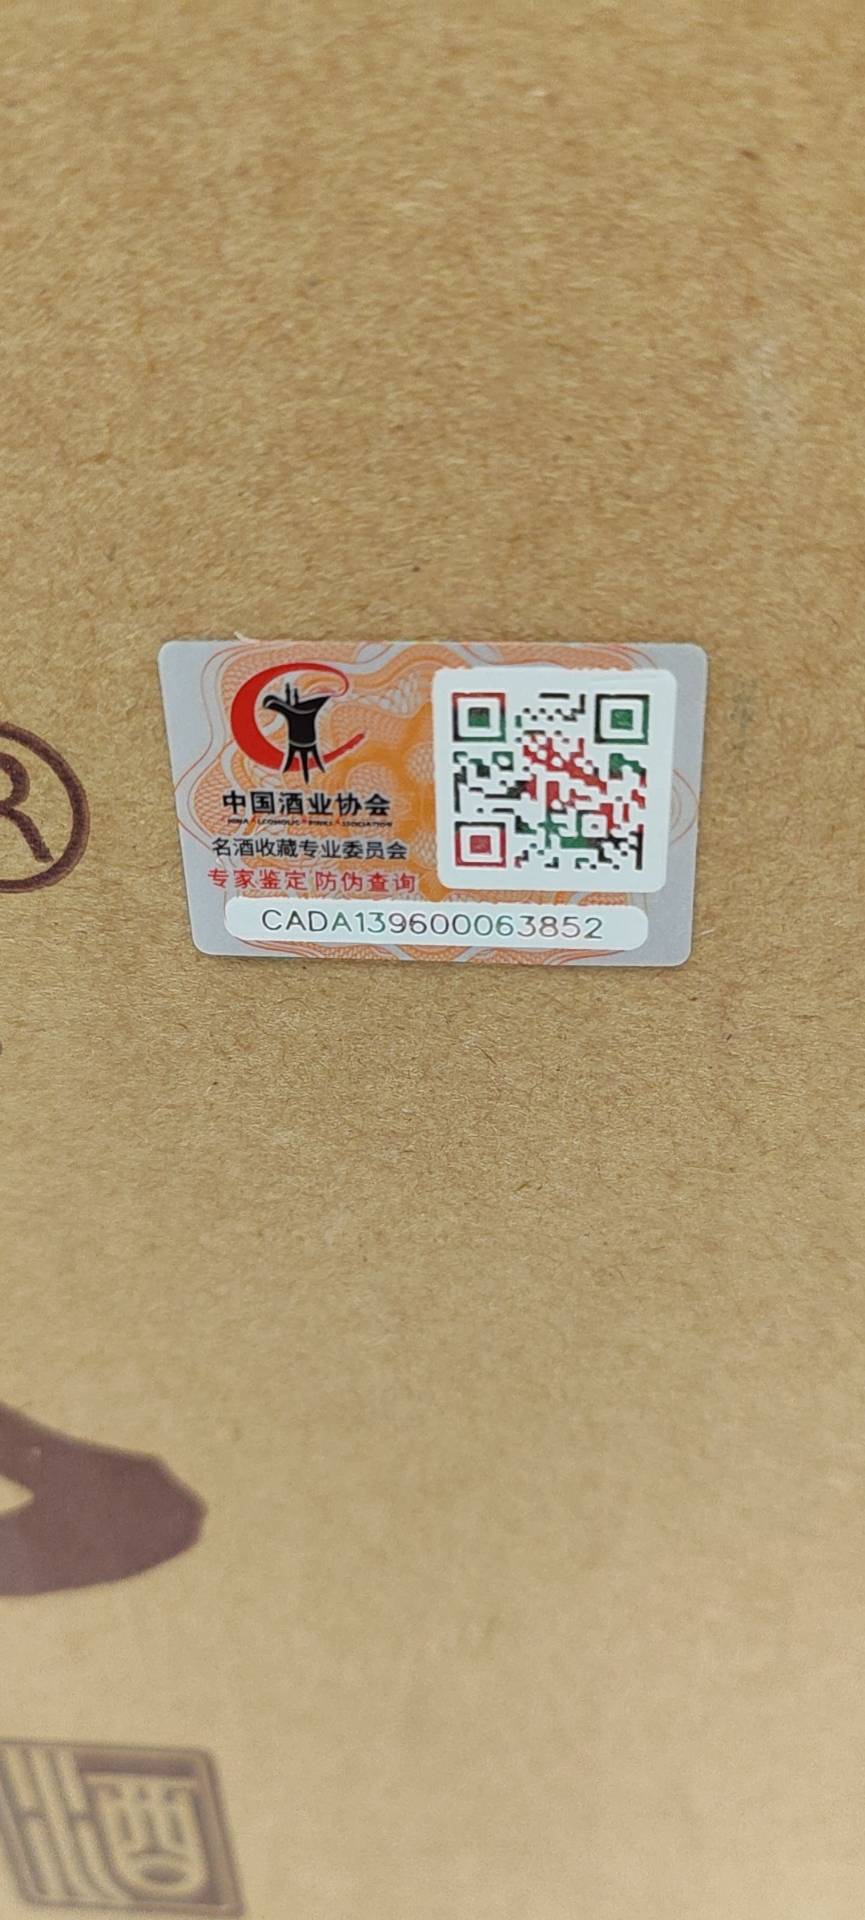 中国酒业协会
名酒收藏专业委员会
专家鉴定 防伪查询
CADA139600063852
R
酒